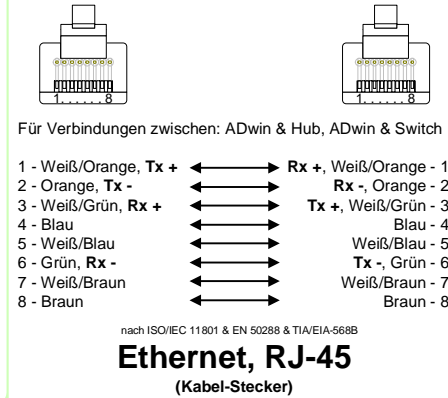 1 8 1 8
Für Verbindungen zwischen: ADwin & Hub, ADwin & Switch
1 - Weiß/Orange, Tx + Rx +, Weiß/Orange - 1
2 - Orange, Tx - Rx -, Orange - 2
3 - Weiß/Grün, Rx + Tx +, Weiß/Grün - 3
4 - Blau Blau - 4
5 - Weiß/Blau Weiß/Blau - 5
6 - Grün, Rx - Tx -, Grün - 6
7 - Weiß/Braun Weiß/Braun - 7
8 - Braun Braun - 8
nach ISO/IEC 11801 & EN 50288 & TIA/EIA-568B
Ethernet, RJ-45
(Kabel-Stecker)